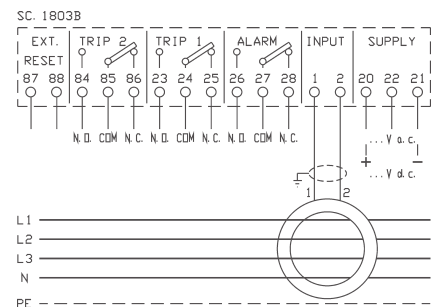 SC. 1803B
EXT. TRIP 2 TRIP 1 ALARM INPUT SUPPLY
RESET
87 88 84 85 86 23 24 25 26 27 28 1 2 20 22 21
N.O. COM N.C. N.O. COM N.C. N.O. COM N.C.
...V a.c.
+ −
...V d.c.
1 2
L1
L2
L3
N
PE